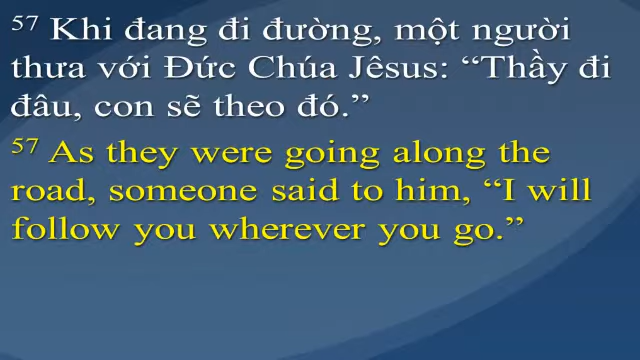 57 Khi đang đi đường, một người
thưa với Đức Chúa Jêsus: “Thầy đi
đâu, con sẽ theo đó.”
57 As they were going along the
road, someone said to him, “I will
follow you wherever you go.”